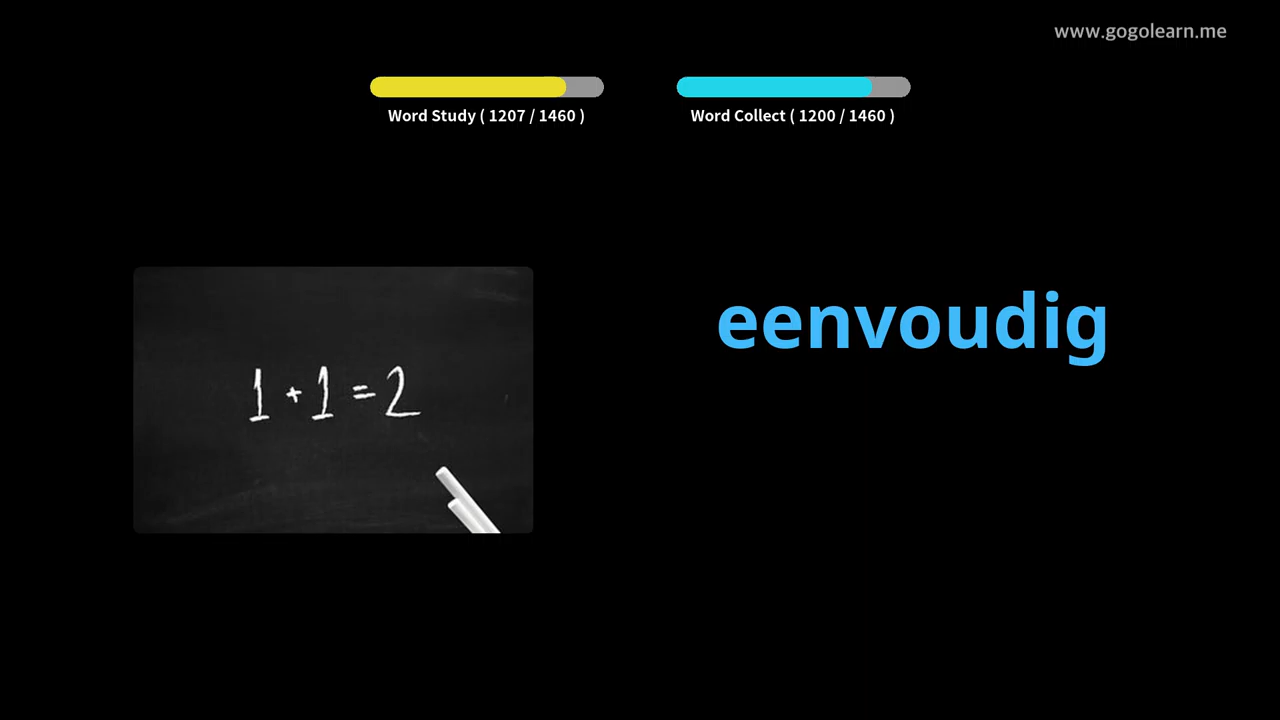 www.gogolearn.me
Word Study ( 1207 / 1460 )
Word Collect ( 1200 / 1460 )
eenvoudig
1 + 1 = 2